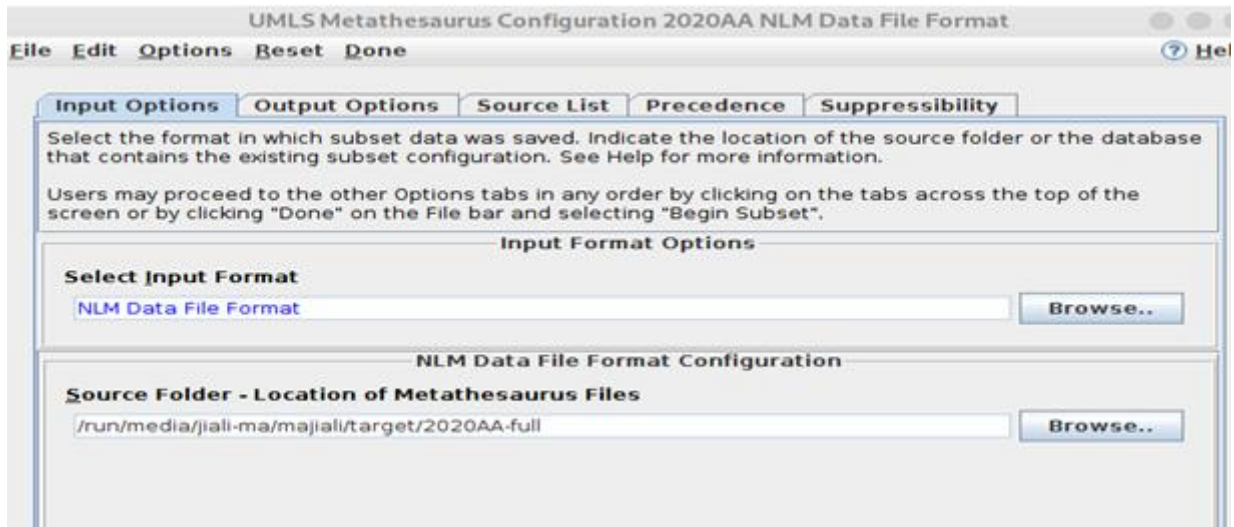 UMLS Metathesaurus Configuration 2020AA NLM Data File Format
File Edit Options Reset Done ? Hel
Input Options Output Options Source List Precedence Suppressibility
Select the format in which subset data was saved. Indicate the location of the source folder or the database
that contains the existing subset configuration. See Help for more information.
Users may proceed to the other Options tabs in any order by clicking on the tabs across the top of the
screen or by clicking "Done" on the File bar and selecting "Begin Subset".
Input Format Options
Select Input Format
NLM Data File Format Browse..
NLM Data File Format Configuration
Source Folder - Location of Metathesaurus Files
/run/media/jiali-ma/majiali/target/2020AA-full Browse..